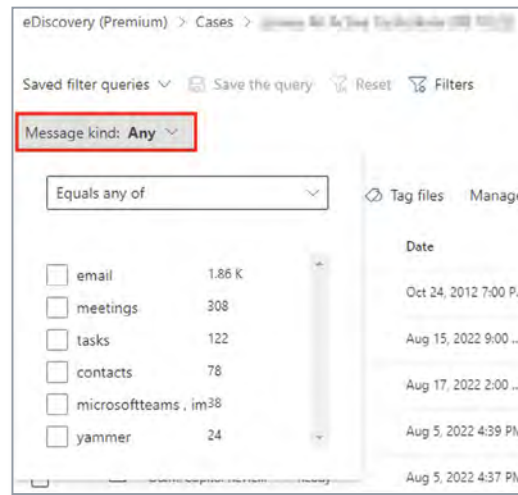 eDiscovery (Premium) > Cases >
Saved filter queries Save the query Reset Filters
Message kind: Any
Equals any of
Tag files Manage
Date
email 1.86 K
Oct 24, 2012 7:00 P.
meetings 308
tasks 122
Aug 15, 2022 9:00 ..
contacts 78
Aug 17, 2022 2:00 ..
microsoftteams , im38
yammer 24
Aug 5, 2022 4:39 PM
Aug 5, 2022 4:37 PM